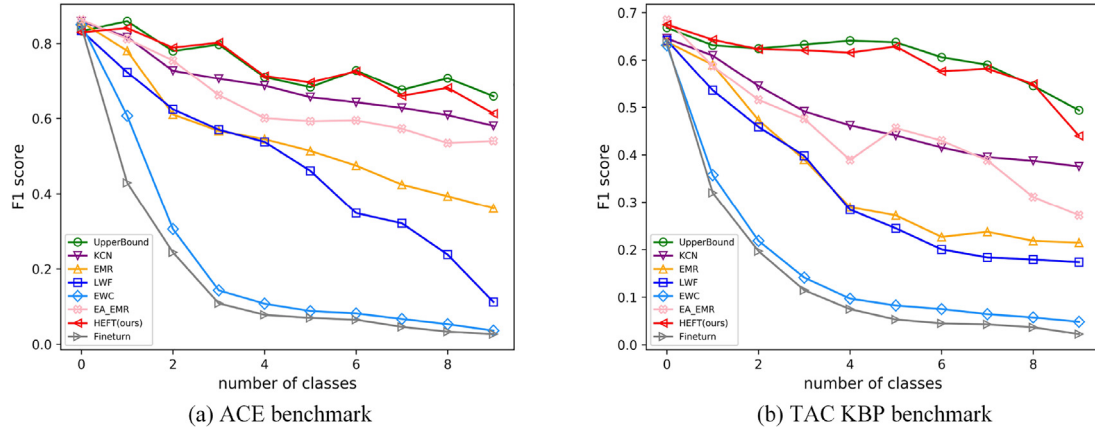 F1 score
0.8
0.6
0.4
0.2
0.0
UpperBound
KCN
EMR
LWF
EWC
EA_EMR
HEFT(ours)
Fineturn
0 2 4 6 8
number of classes
(a) ACE benchmark
F1 score
0.7
0.6
0.5
0.4
0.3
0.2
0.1
0.0
UpperBound
KCN
EMR
LWF
EWC
EA_EMR
HEFT(ours)
Fineturn
0 2 4 6 8
number of classes
(b) TAC KBP benchmark